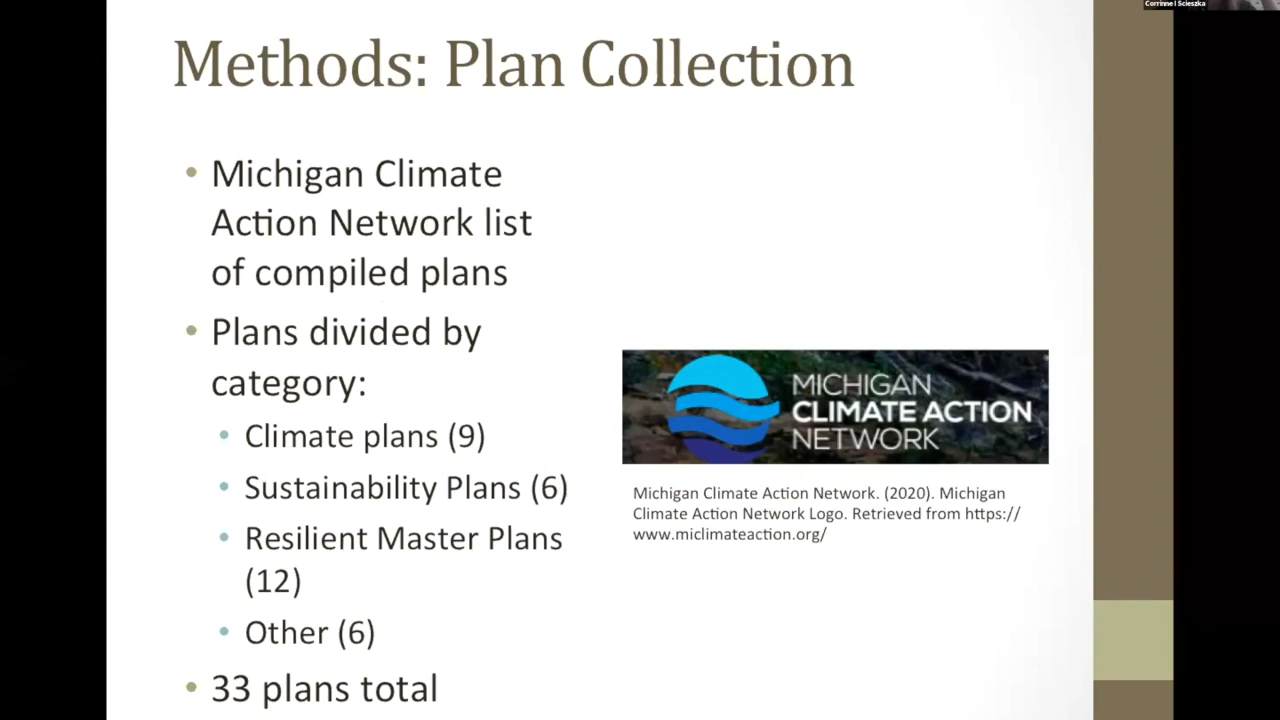 Corrinne I Scieszka
Methods: Plan Collection
• Michigan Climate
Action Network list
of compiled plans
• Plans divided by
category:
• Climate plans (9)
• Sustainability Plans (6)
• Resilient Master Plans
(12)
• Other (6)
• 33 plans total
MICHIGAN
CLIMATE ACTION
NETWORK
Michigan Climate Action Network. (2020). Michigan
Climate Action Network Logo. Retrieved from https://
www.miclimateaction.org/